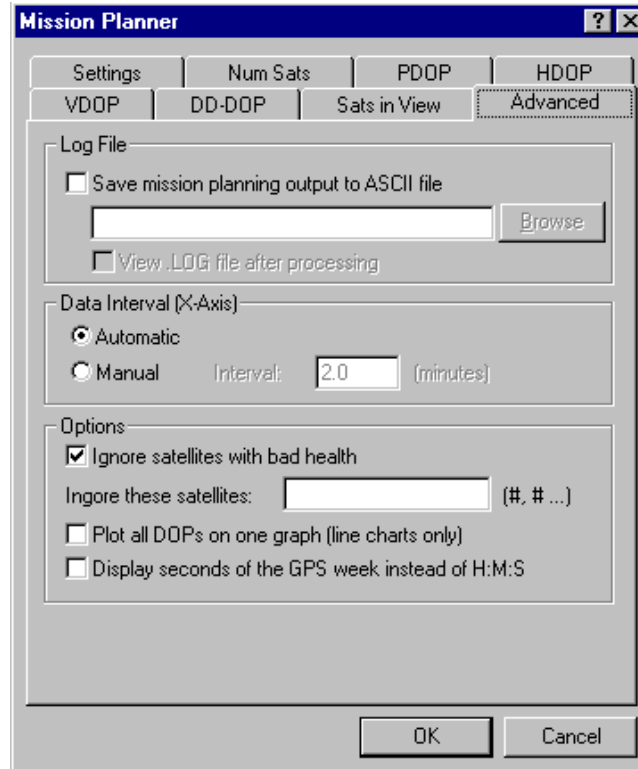 Mission Planner
Settings Num Sats PDOP HDOP
VDOP DD-DOP Sats in View Advanced
Log File
Save mission planning output to ASCII file
Browse
View .LOG file after processing
Data Interval (X-Axis)
Automatic
Manual Interval: 2.0 (minutes)
Options
Ignore satellites with bad health
Ingore these satellites: (#, # ...)
Plot all DOPs on one graph (line charts only)
Display seconds of the GPS week instead of H:M:S
OK Cancel